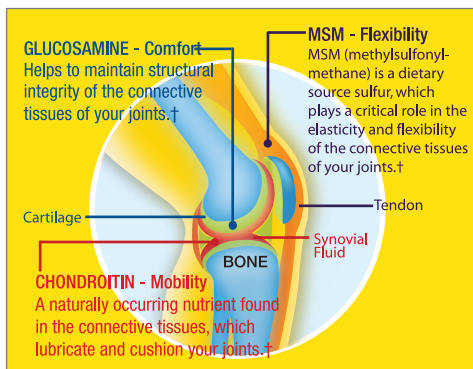 GLUCOSAMINE - Comfort
Helps to maintain structural
integrity of the connective
tissues of your joints.†
MSM - Flexibility
MSM (methylsulfonyl-
methane) is a dietary
source sulfur, which
plays a critical role in the
elasticity and flexibility
of the connective tissues
of your joints.†
Cartilage
Tendon
Synovial
Fluid
BONE
CHONDROITIN - Mobility
A naturally occurring nutrient found
in the connective tissues, which
lubricate and cushion your joints.†